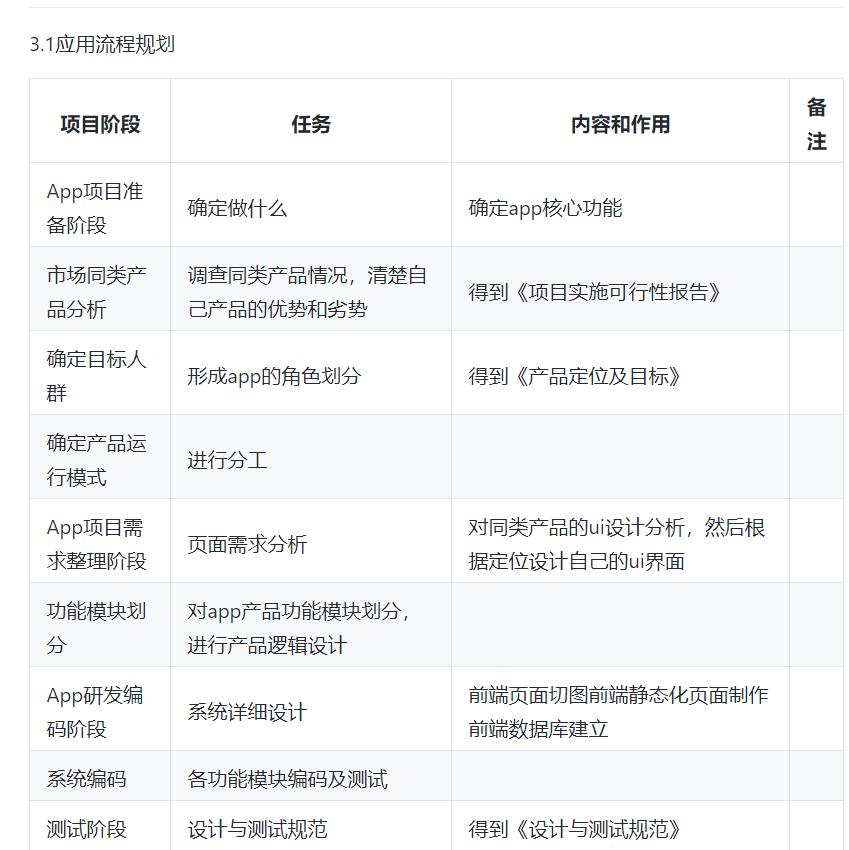 3.1应用流程规划
项目阶段 任务 内容和作用 备注
App项目准备阶段 确定做什么 确定app核心功能
市场同类产品分析 调查同类产品情况，清楚自己产品的优势和劣势 得到《项目实施可行性报告》
确定目标人群 形成app的角色划分 得到《产品定位及目标》
确定产品运行模式 进行分工
App项目需求整理阶段 页面需求分析 对同类产品的ui设计分析，然后根据定位设计自己的ui界面
功能模块划分 对app产品功能模块划分，进行产品逻辑设计
App研发编码阶段 系统详细设计 前端页面切图前端静态化页面制作前端数据库建立
系统编码 各功能模块编码及测试
测试阶段 设计与测试规范 得到《设计与测试规范》